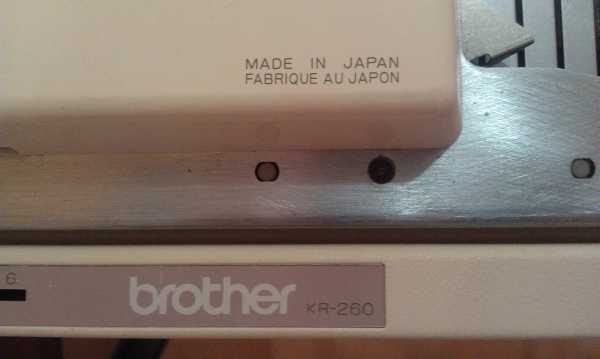 MADE IN JAPAN
FABRIQUE AU JAPON
6
brother KR-260